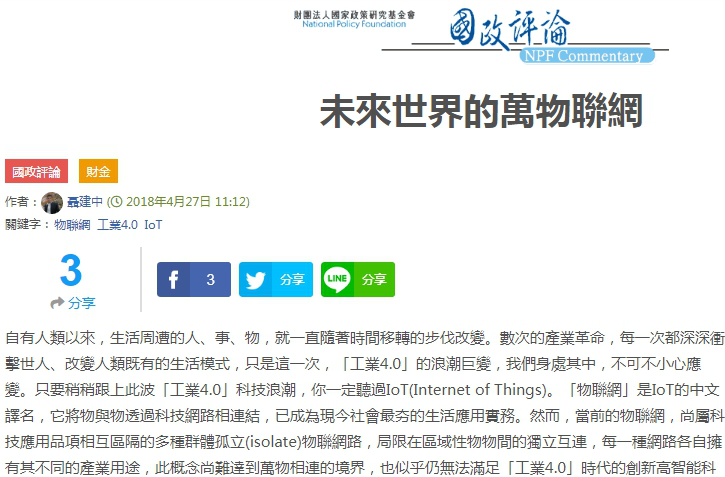 財團法人國家政策研究基金會
National Policy Foundation
國政評論
NPF Commentary
未來世界的萬物聯網
國政評論 財金
作者： 聶建中 (2018年4月27日 11:12)
關鍵字： 物聯網 工業4.0 IoT
3
分享
3 分享 LINE 分享
自有人類以來，生活周遭的人、事、物，就一直隨著時間移轉的步伐改變。數次的產業革命，每一次都深深衝
擊世人、改變人類既有的生活模式，只是這一次，「工業4.0」的浪潮巨變，我們身處其中，不可不小心應
變。只要稍稍跟上此波「工業4.0」科技浪潮，你一定聽過IoT(Internet of Things)。「物聯網」是IoT的中文
譯名，它將物與物透過科技網路相連結，已成為現今社會最夯的生活應用實務。然而，當前的物聯網，尚屬科
技應用品項相互區隔的多種群體孤立(isolate)物聯網路，局限在區域性物物間的獨立互連，每一種網路各自擁
有其不同的產業用途，此概念尚難達到萬物相連的境界，也似乎仍無法滿足「工業4.0」時代的創新高智能科